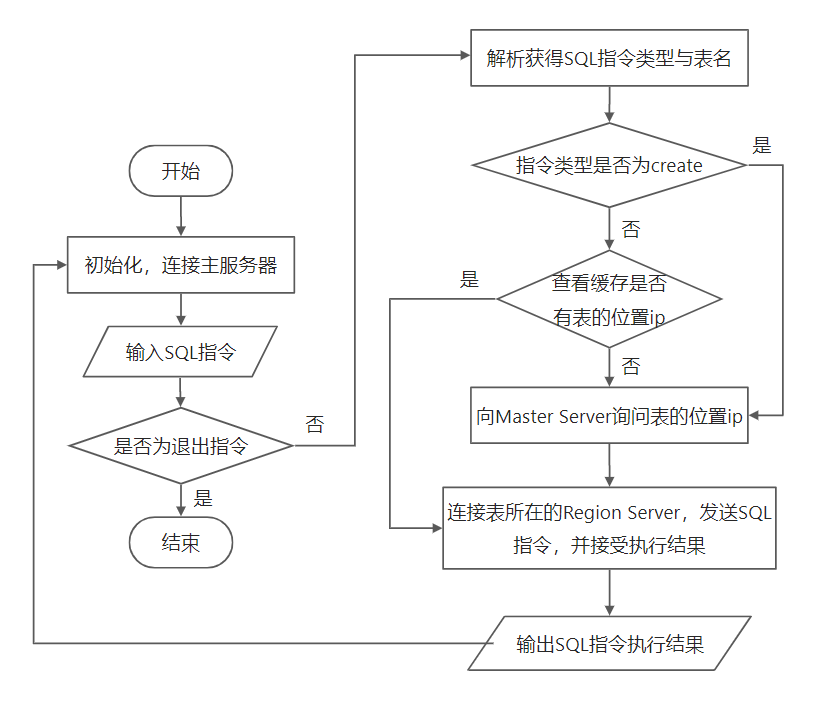 开始
初始化，连接主服务器
输入SQL指令
是否为退出指令
否
是
结束
解析获得SQL指令类型与表名
指令类型是否为create
是
否
查看缓存是否
有表的位置ip
是
否
向Master Server询问表的位置ip
连接表所在的Region Server，发送SQL
指令，并接受执行结果
输出SQL指令执行结果